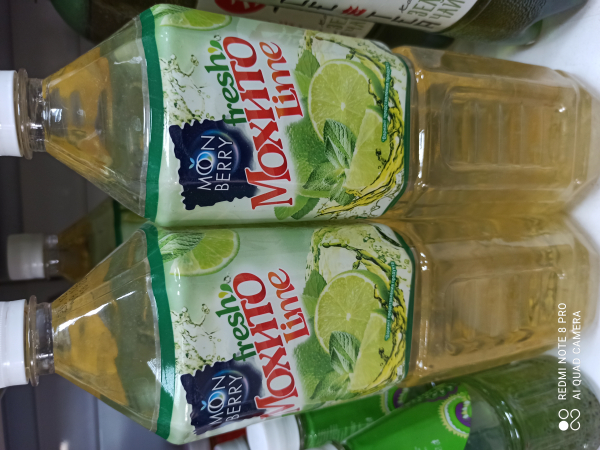 MOON
BERRY
fresh
МОХИТО
lime
MOON
BERRY
fresh
МОХИТО
lime
REDMI NOTE 8 PRO
AI QUAD CAMERA